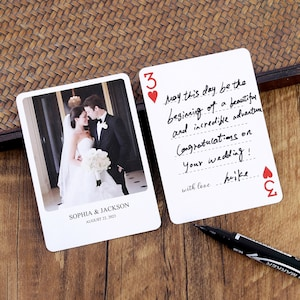 SOPHIA & JACKSON
AUGUST 12, 2022
3
May this day be the
beginning of a beautiful
and incredible adventure
Congratulations on
your wedding!
with love
3